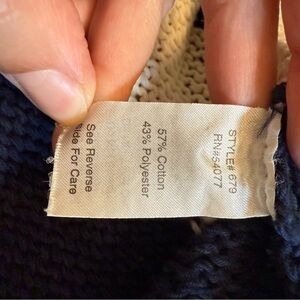 STYLE# 679
RN#54077
57% Cotton
43% Polyester
See Reverse
Side For Care